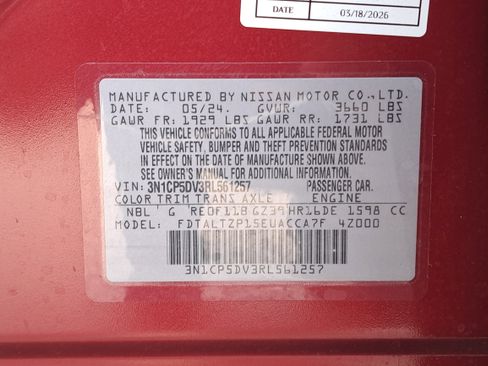 DATE 03/18/2026
MANUFACTURED BY NISSAN MOTOR CO., LTD.
DATE: 05/24. GVWR: 3660 LBS
GAWR FR: 1929 LBS GAWR RR: 1731 LBS
THIS VEHICLE CONFORMS TO ALL APPLICABLE FEDERAL MOTOR
VEHICLE SAFETY, BUMPER AND THEFT PREVENTION STANDARDS
IN EFFECT ON THE DATE OF MANUFACTURE SHOWN ABOVE.
SEE OWNER'S MANUAL FOR ADDITIONAL INFORMATION.
VIN: 3N1CP5DV3RL561257 PASSENGER CAR.
COLOR TRIM TRANS AXLE ENGINE
NBL G RE0F11B GZ39 HR16DE 1598 CC
MODEL: FDTALTZP15EUACCA7F 4Z000
3N1CP5DV3RL561257